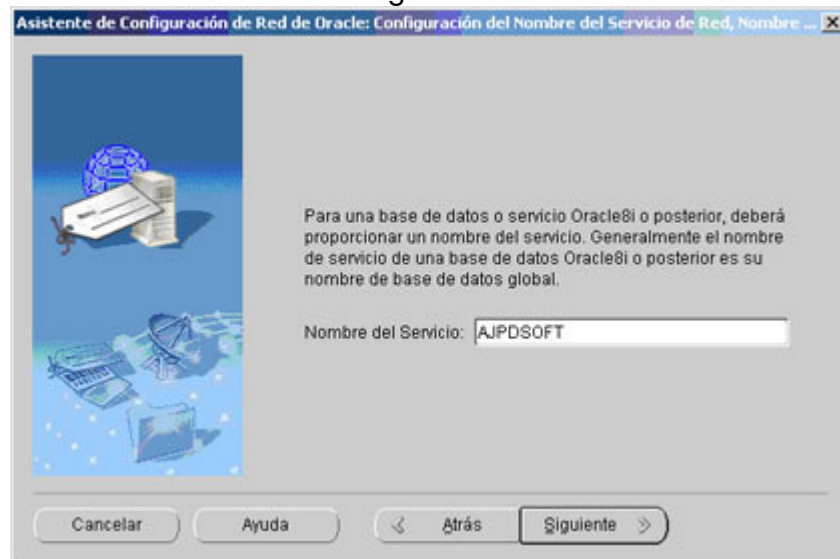 Asistente de Configuración de Red de Oracle: Configuración del Nombre del Servicio de Red, Nombre ...
Para una base de datos o servicio Oracle8i o posterior, deberá
proporcionar un nombre del servicio. Generalmente el nombre
de servicio de una base de datos Oracle8i o posterior es su
nombre de base de datos global.
Nombre del Servicio: AJPDSOFT
Cancelar Ayuda Atrás Siguiente